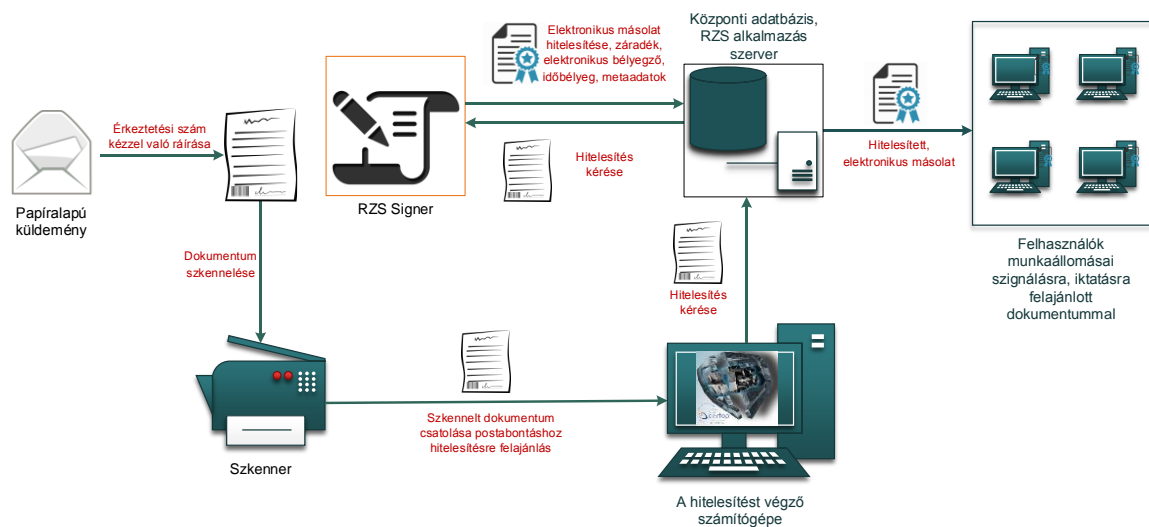 Érkeztetési szám
kézzel való ráírása
Papíralapú
küldemény
Dokumentum
szkennelése
Szkenner
Szkennelt dokumentum
csatolása postabontáshoz
hitelesítésre felajánlás
A hitelesítést végző
számítógépe
Hitelesítés
kérése
RZS Signer
Elektronikus másolat
hitelesítése, záradék,
elektronikus bélyegző,
időbélyeg, metaadatok
Hitelesítés
kérése
Központi adatbázis,
RZS alkalmazás
szerver
Hitelesített,
elektronikus másolat
Felhasználók
munkaállomásai
szignálásra, iktatásra
felajánlott
dokumentummal